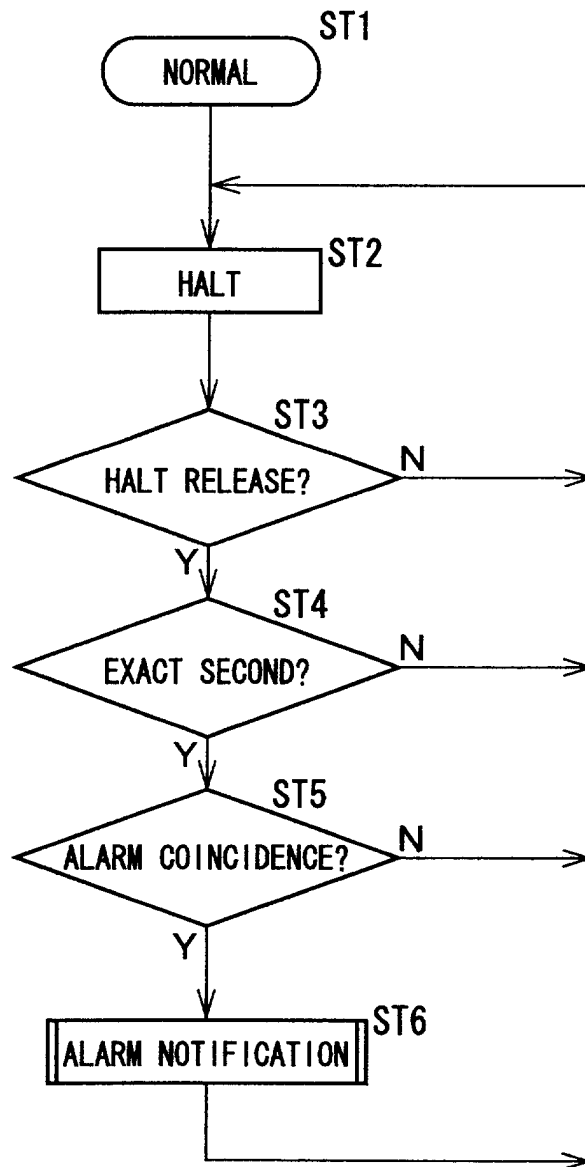 ST1
NORMAL
ST2
HALT
ST3
HALT RELEASE?
N
Y
ST4
EXACT SECOND?
N
Y
ST5
ALARM COINCIDENCE?
N
Y
ST6
ALARM NOTIFICATION